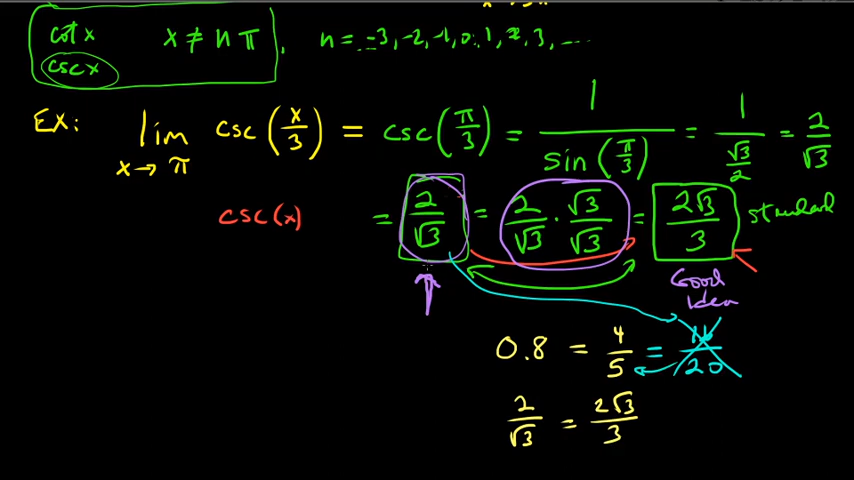 cot x x ≠ n π, n = ... -3, -2, -1, 0, 1, 2, 3, ...
csc x
EX: lim x→π csc(x/3) = csc(π/3) = 1/sin(π/3) = 1/(√3/2) = 2/√3
csc(x) = 2/√3 = 2/√3 · √3/√3 = 2√3/3 standard
Good
Idea
0.8 = 4/5 = 16/20
2/√3 = 2√3/3